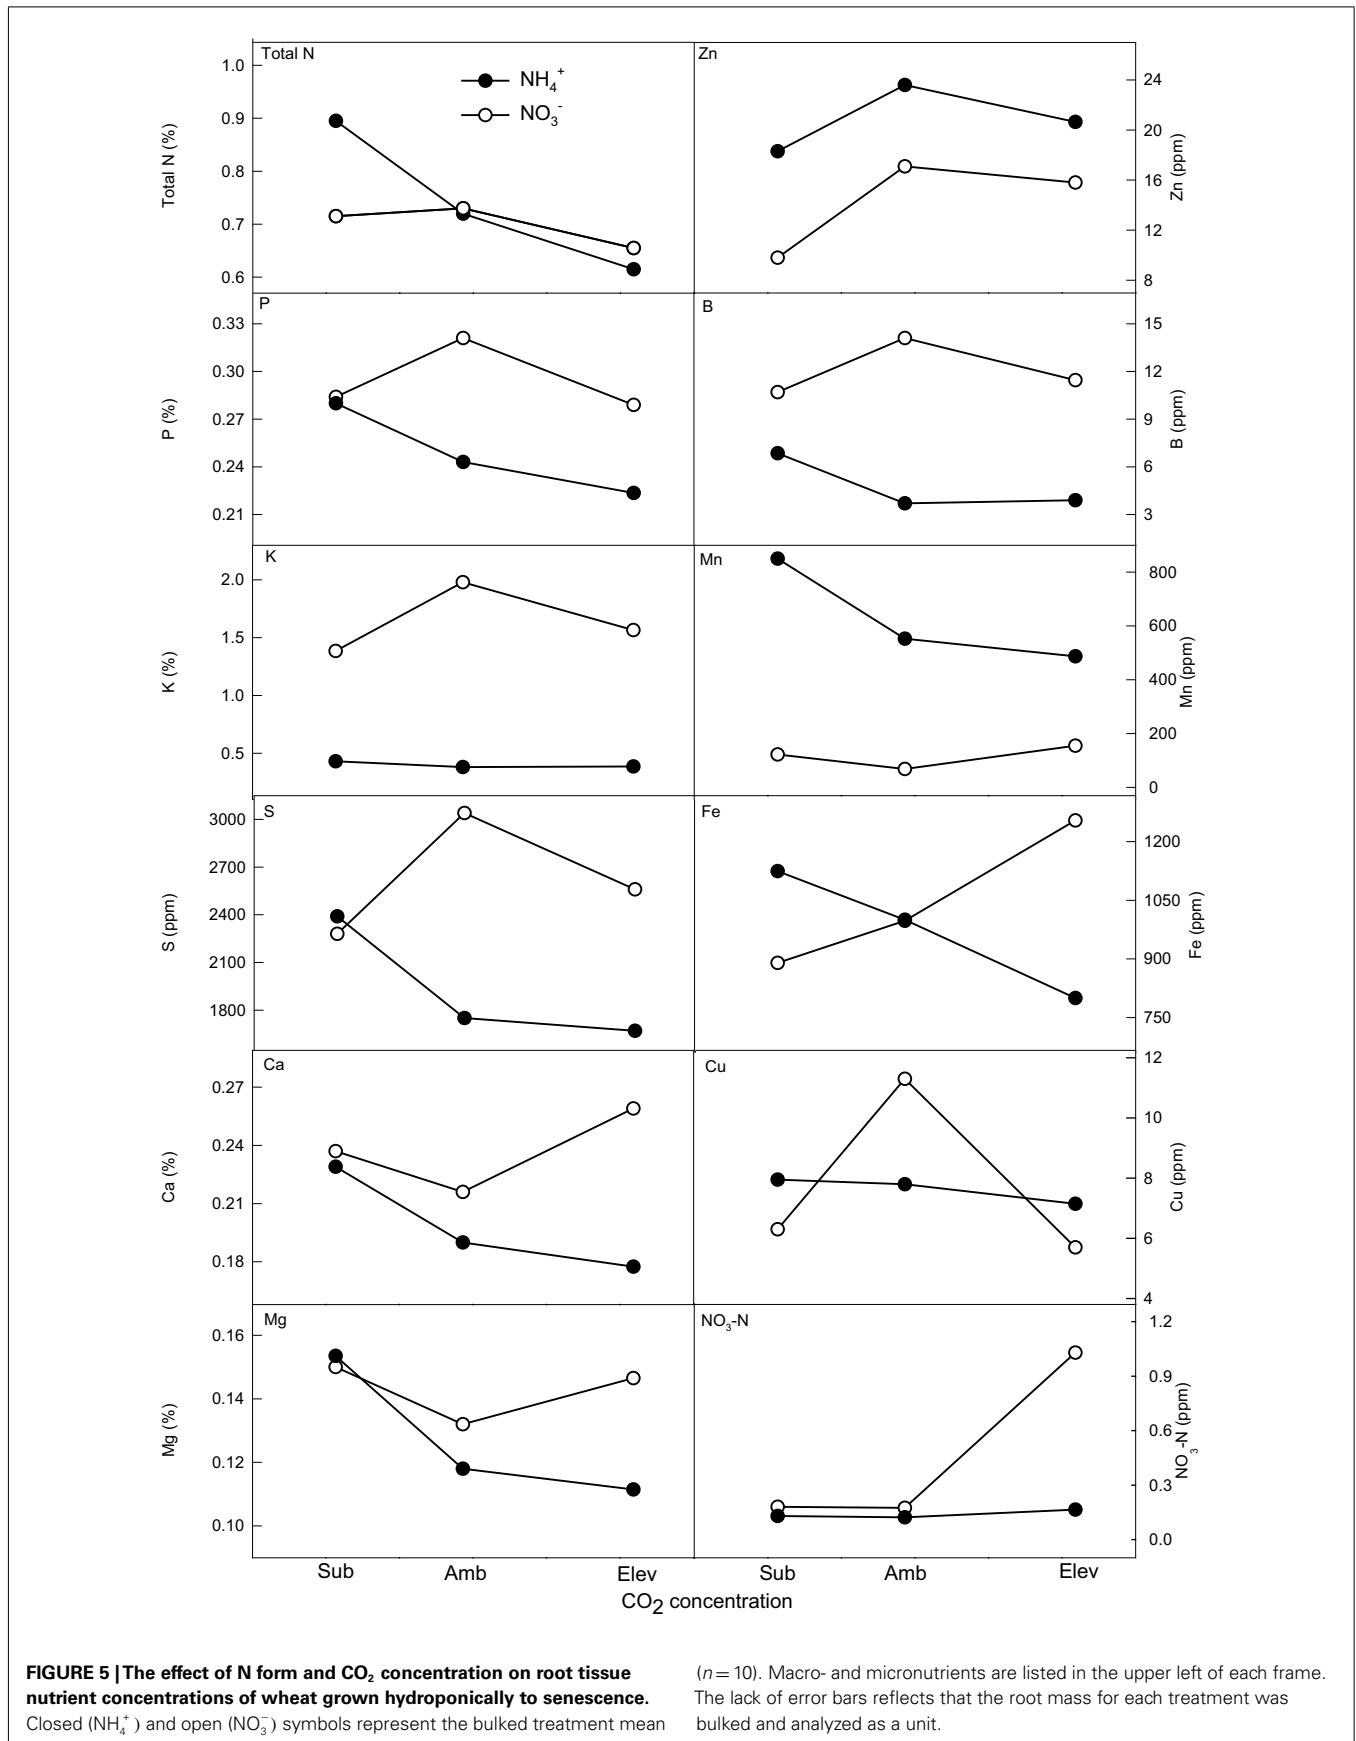 Total N
NH₄⁺
NO₃⁻
1.0
0.9
0.8
0.7
0.6
Total N (%)
Zn
24
20
16
12
8
Zn (ppm)
P
0.33
0.30
0.27
0.24
0.21
P (%)
B
15
12
9
6
3
B (ppm)
K
2.0
1.5
1.0
0.5
K (%)
Mn
800
600
400
200
0
Mn (ppm)
S
3000
2700
2400
2100
1800
S (ppm)
Fe
1200
1050
900
750
Fe (ppm)
Ca
0.27
0.24
0.21
0.18
Ca (%)
Cu
12
10
8
6
4
Cu (ppm)
Mg
0.16
0.14
0.12
0.10
Mg (%)
NO₃-N
1.2
0.9
0.6
0.3
0.0
NO₃-N (ppm)
Sub Amb Elev
Sub Amb Elev
CO₂ concentration
FIGURE 5 | The effect of N form and CO₂ concentration on root tissue
nutrient concentrations of wheat grown hydroponically to senescence.
Closed (NH₄⁺) and open (NO₃⁻) symbols represent the bulked treatment mean
(n = 10). Macro- and micronutrients are listed in the upper left of each frame.
The lack of error bars reflects that the root mass for each treatment was
bulked and analyzed as a unit.